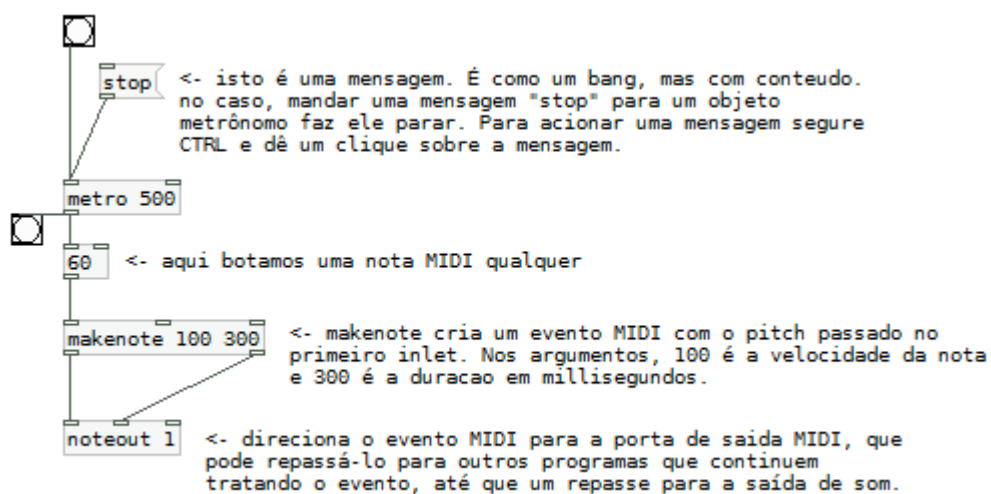 stop
<- isto é uma mensagem. É como um bang, mas com conteudo.
no caso, mandar uma mensagem "stop" para um objeto
metrônomo faz ele parar. Para acionar uma mensagem segure
CTRL e dê um clique sobre a mensagem.
metro 500
60
<- aqui botamos uma nota MIDI qualquer
makenote 100 300
<- makenote cria um evento MIDI com o pitch passado no
primeiro inlet. Nos argumentos, 100 é a velocidade da nota
e 300 é a duracao em millisegundos.
noteout 1
<- direciona o evento MIDI para a porta de saida MIDI, que
pode repassá-lo para outros programas que continuem
tratando o evento, até que um repasse para a saída de som.